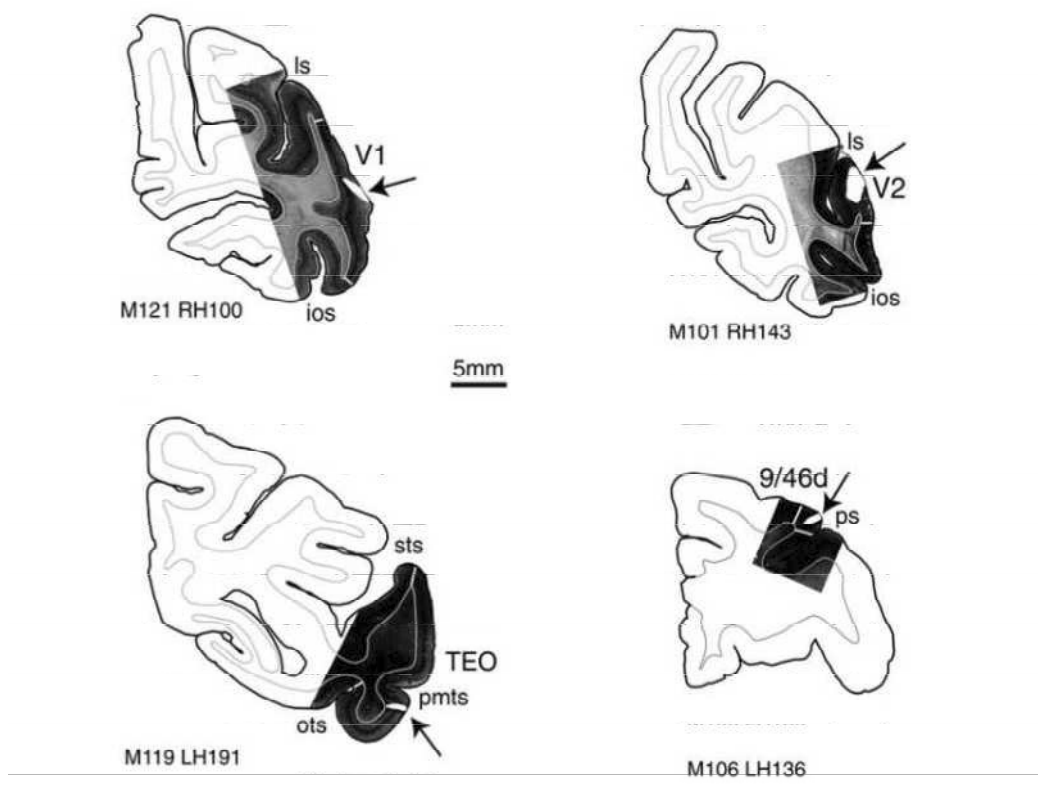 ls
V1
ios
M121 RH100
ls
V2
ios
M101 RH143
5mm
sts
TEO
pmts
ots
M119 LH191
9/46d
ps
M106 LH136